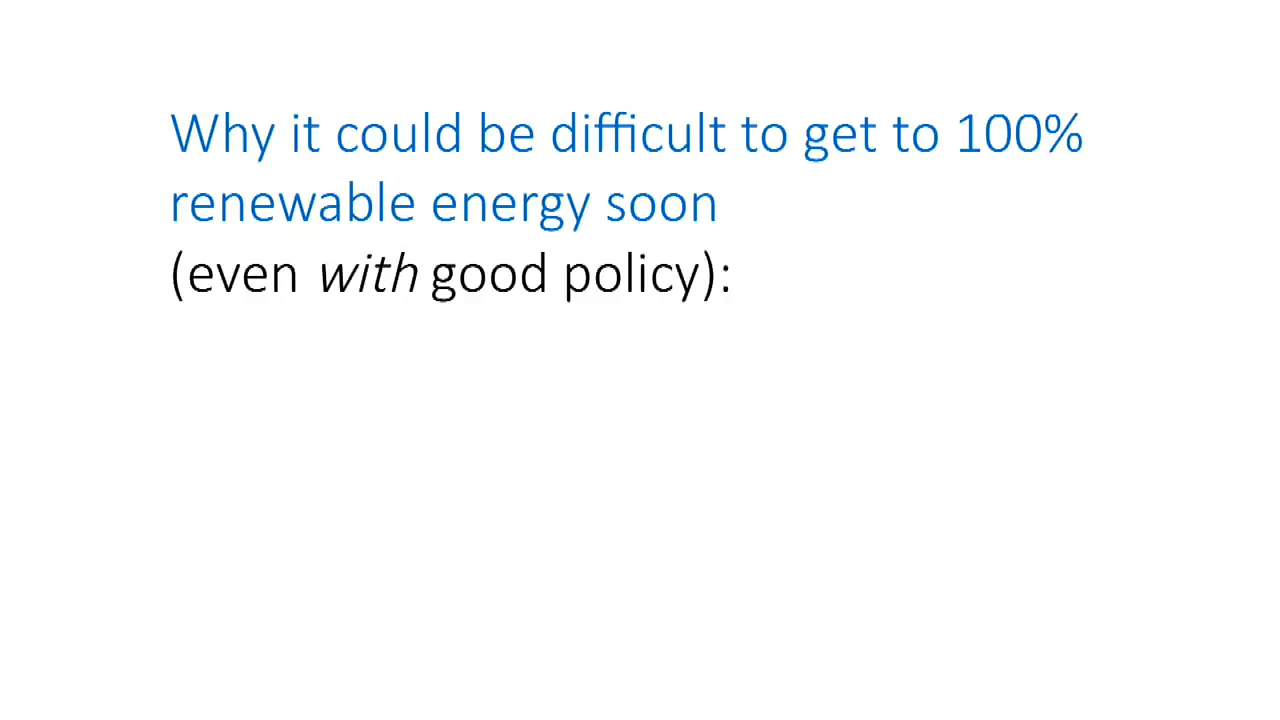 Why it could be difficult to get to 100%
renewable energy soon
(even with good policy):